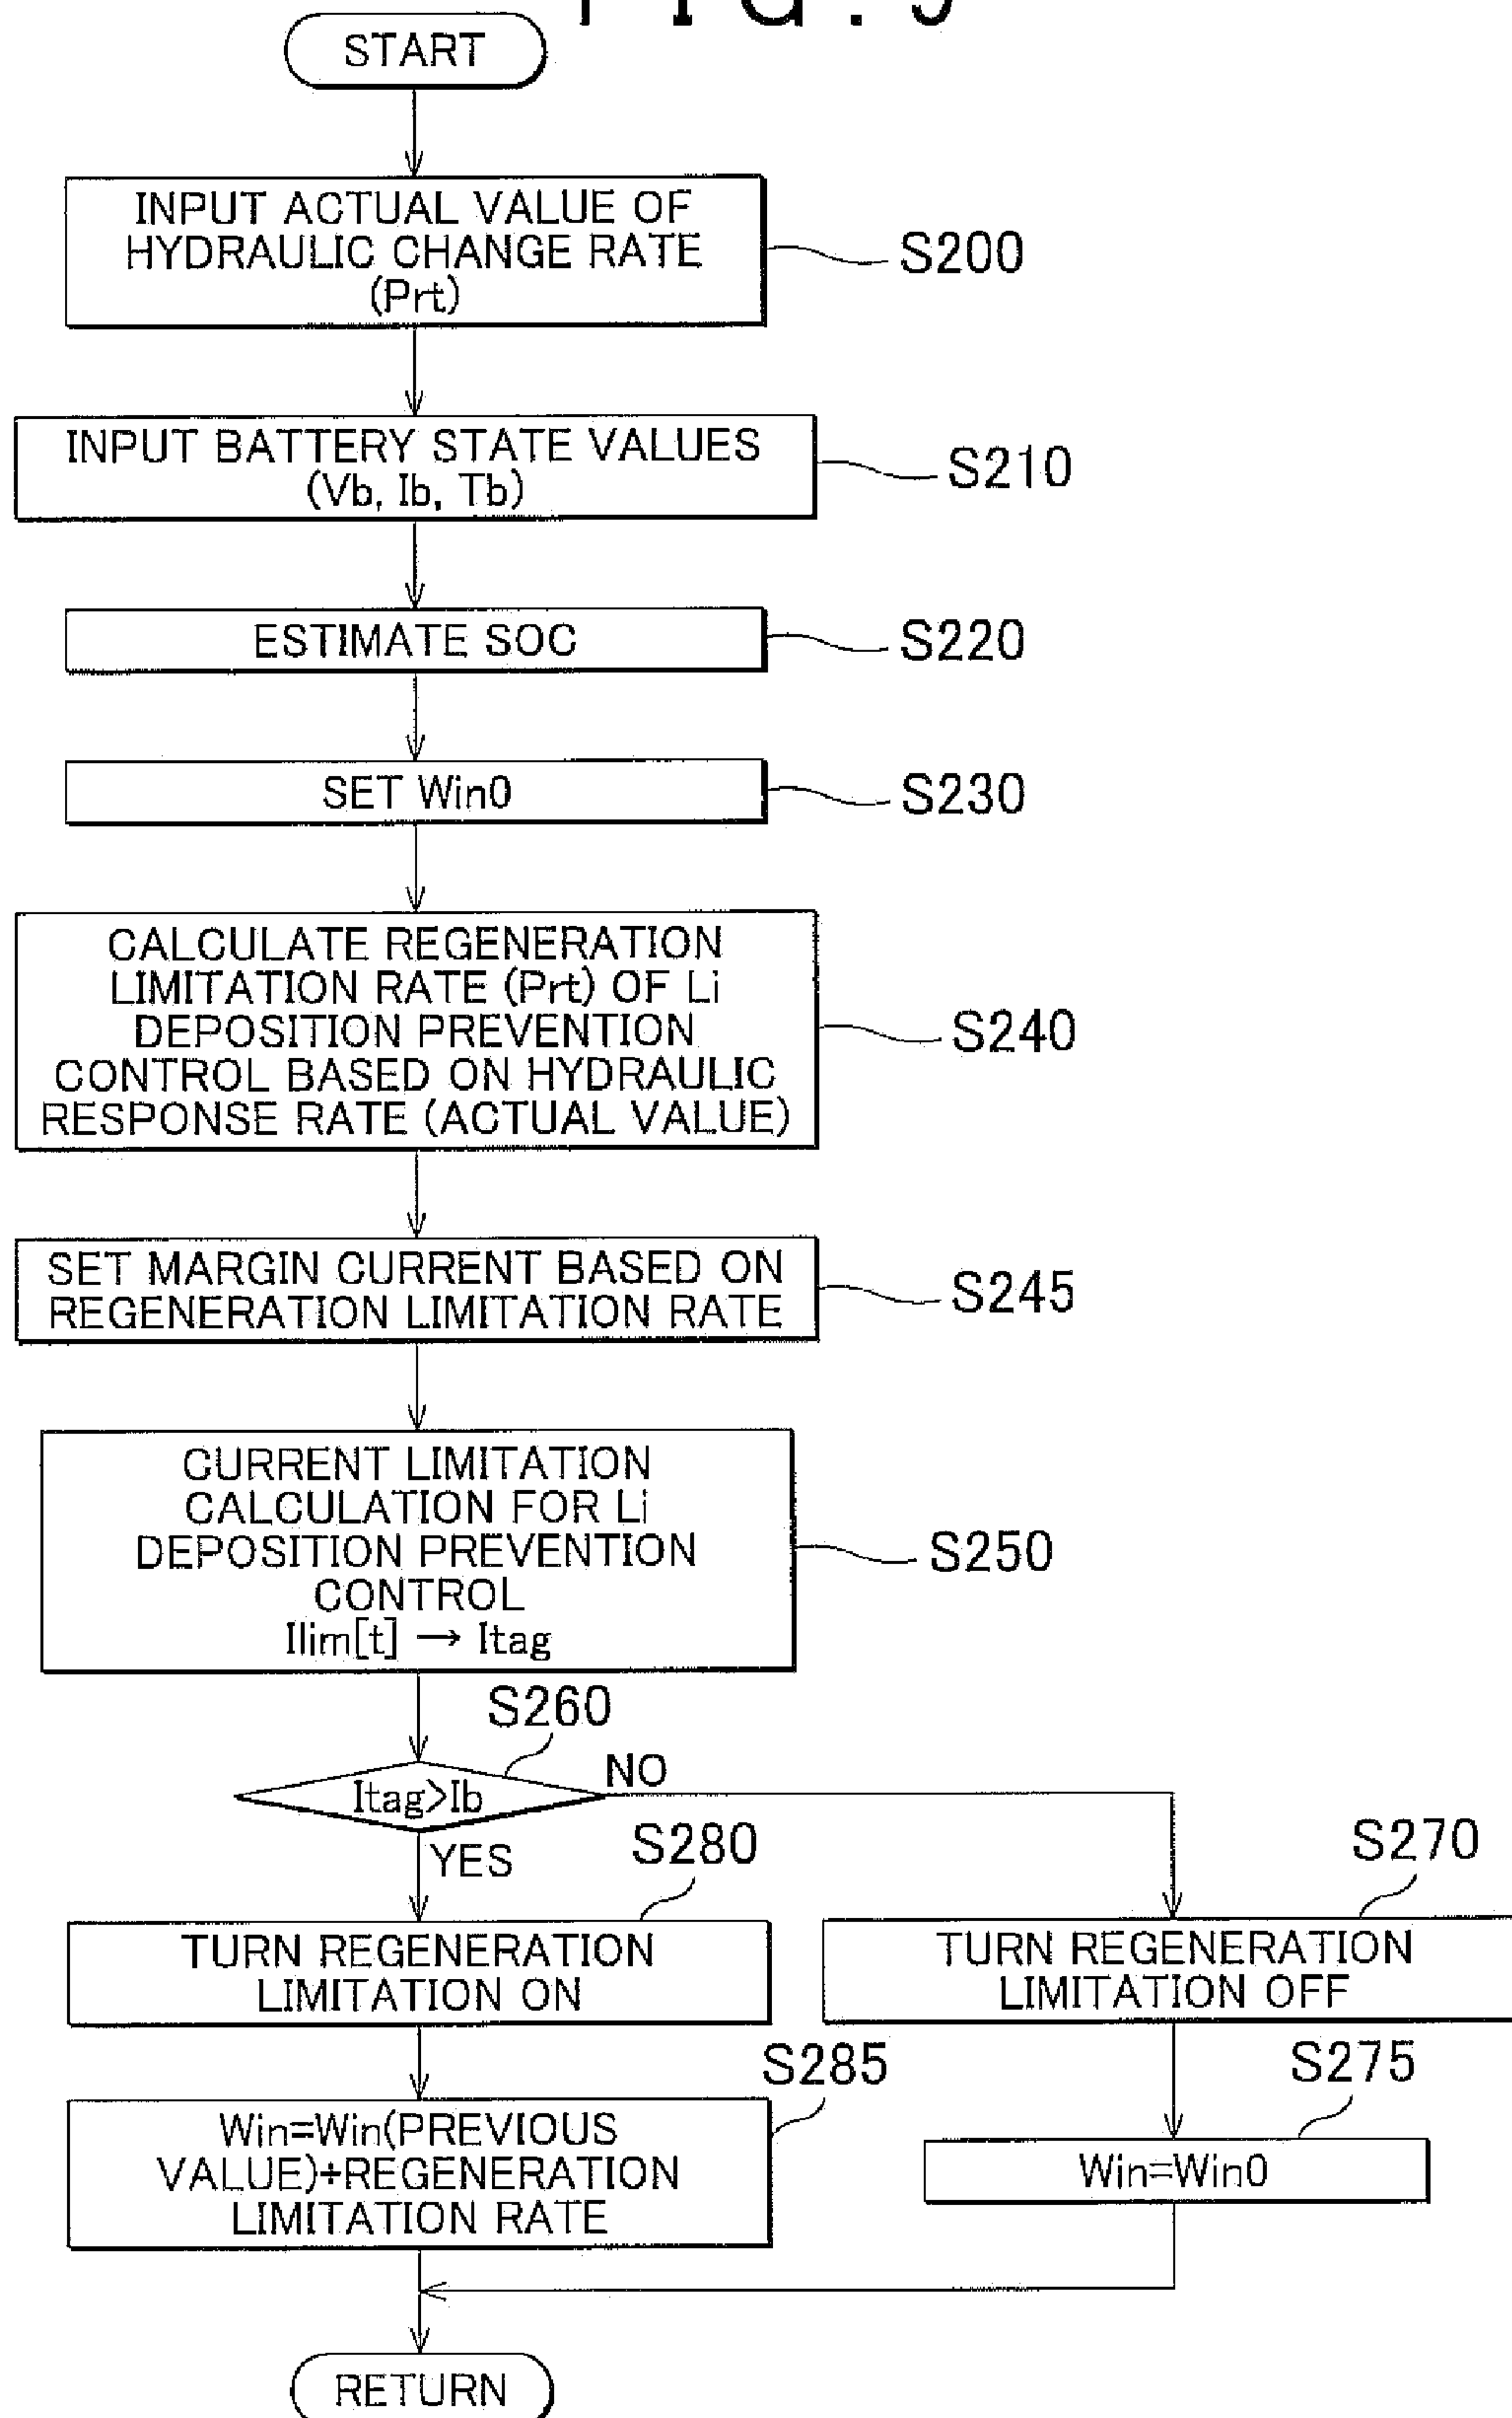 START
INPUT ACTUAL VALUE OF
HYDRAULIC CHANGE RATE
(Prt)
S200
INPUT BATTERY STATE VALUES
(Vb, Ib, Tb)
S210
ESTIMATE SOC
S220
SET Win0
S230
CALCULATE REGENERATION
LIMITATION RATE (Prt) OF Li
DEPOSITION PREVENTION
CONTROL BASED ON HYDRAULIC
RESPONSE RATE (ACTUAL VALUE)
S240
SET MARGIN CURRENT BASED ON
REGENERATION LIMITATION RATE
S245
CURRENT LIMITATION
CALCULATION FOR Li
DEPOSITION PREVENTION
CONTROL
Ilim[t] → Itag
S250
S260
Itag>Ib
NO
YES
S280
TURN REGENERATION
LIMITATION ON
S270
TURN REGENERATION
LIMITATION OFF
S285
Win=Win(PREVIOUS
VALUE)+REGENERATION
LIMITATION RATE
S275
Win=Win0
RETURN